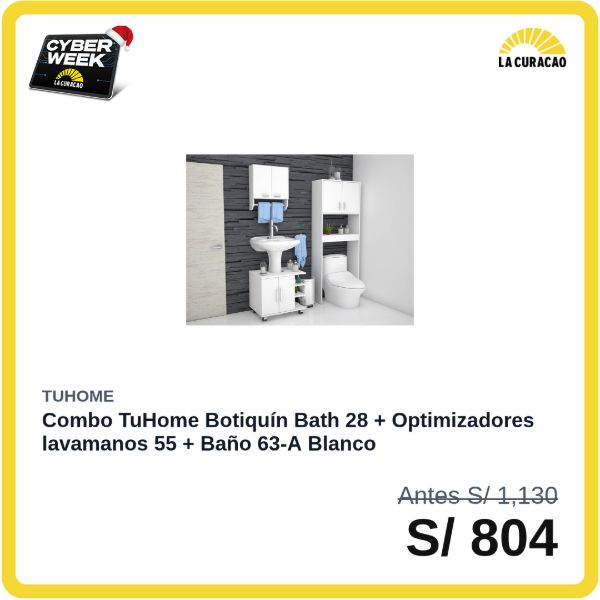 CYBER
WEEK
LA CURACAO
LA CURACAO
TUHOME
Combo TuHome Botiquín Bath 28 + Optimizadores
lavamanos 55 + Baño 63-A Blanco
Antes S/ 1,130
S/ 804